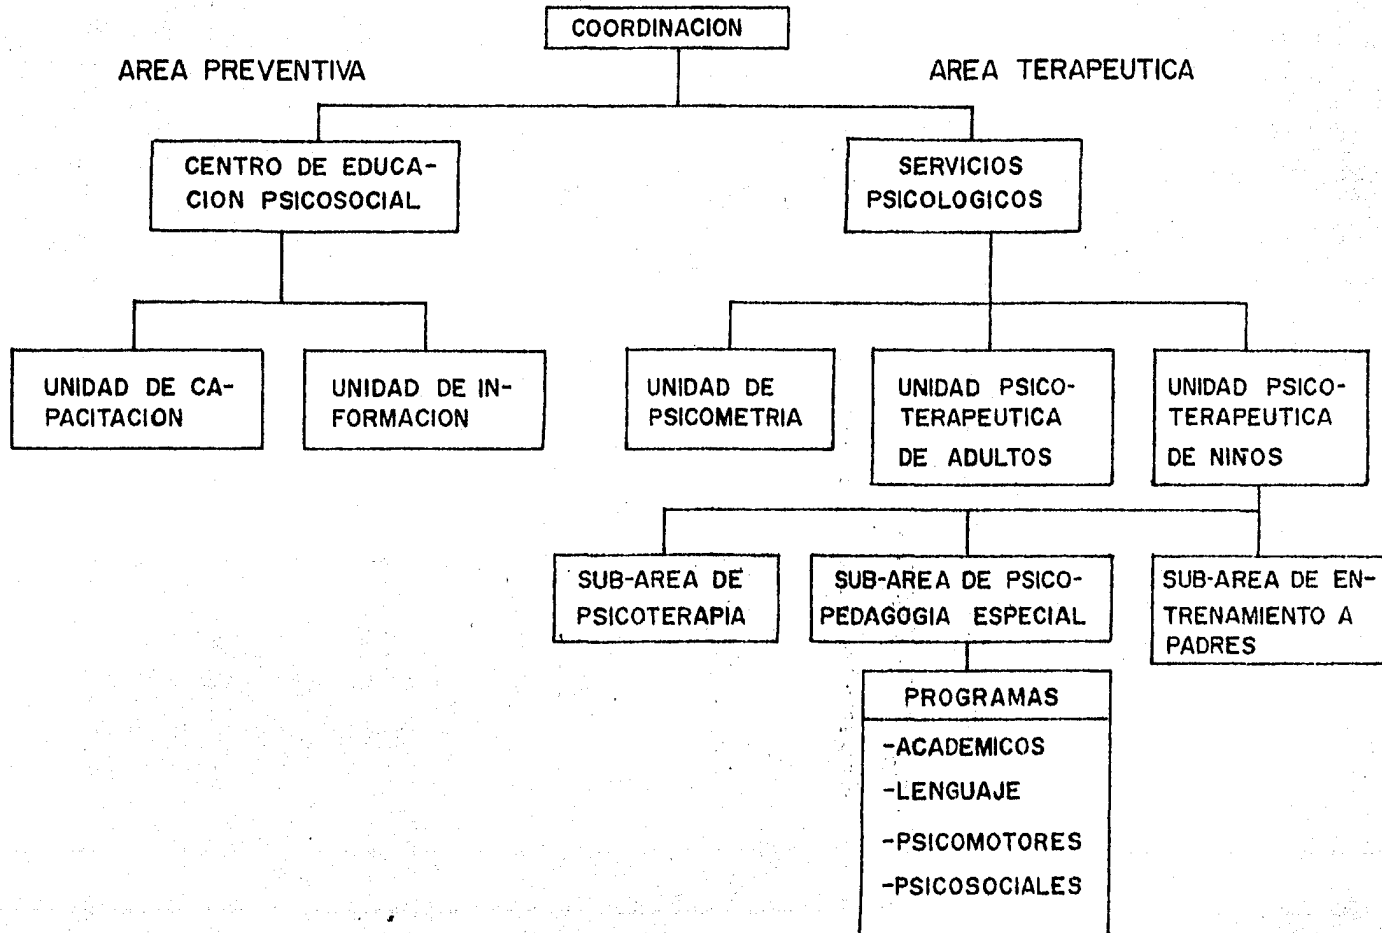 COORDINACION
AREA PREVENTIVA
AREA TERAPEUTICA
CENTRO DE EDUCA-
CION PSICOSOCIAL
SERVICIOS
PSICOLOGICOS
UNIDAD DE CA-
PACITACION
UNIDAD DE IN-
FORMACION
UNIDAD DE
PSICOMETRIA
UNIDAD PSICO-
TERAPEUTICA
DE ADULTOS
UNIDAD PSICO-
TERAPEUTICA
DE NIÑOS
SUB-AREA DE
PSICOTERAPIA
SUB-AREA DE PSICO-
PEDAGOGIA ESPECIAL
SUB-AREA DE EN-
TRENAMIENTO A
PADRES
PROGRAMAS
-ACADEMICOS
-LENGUAJE
-PSICOMOTORES
-PSICOSOCIALES